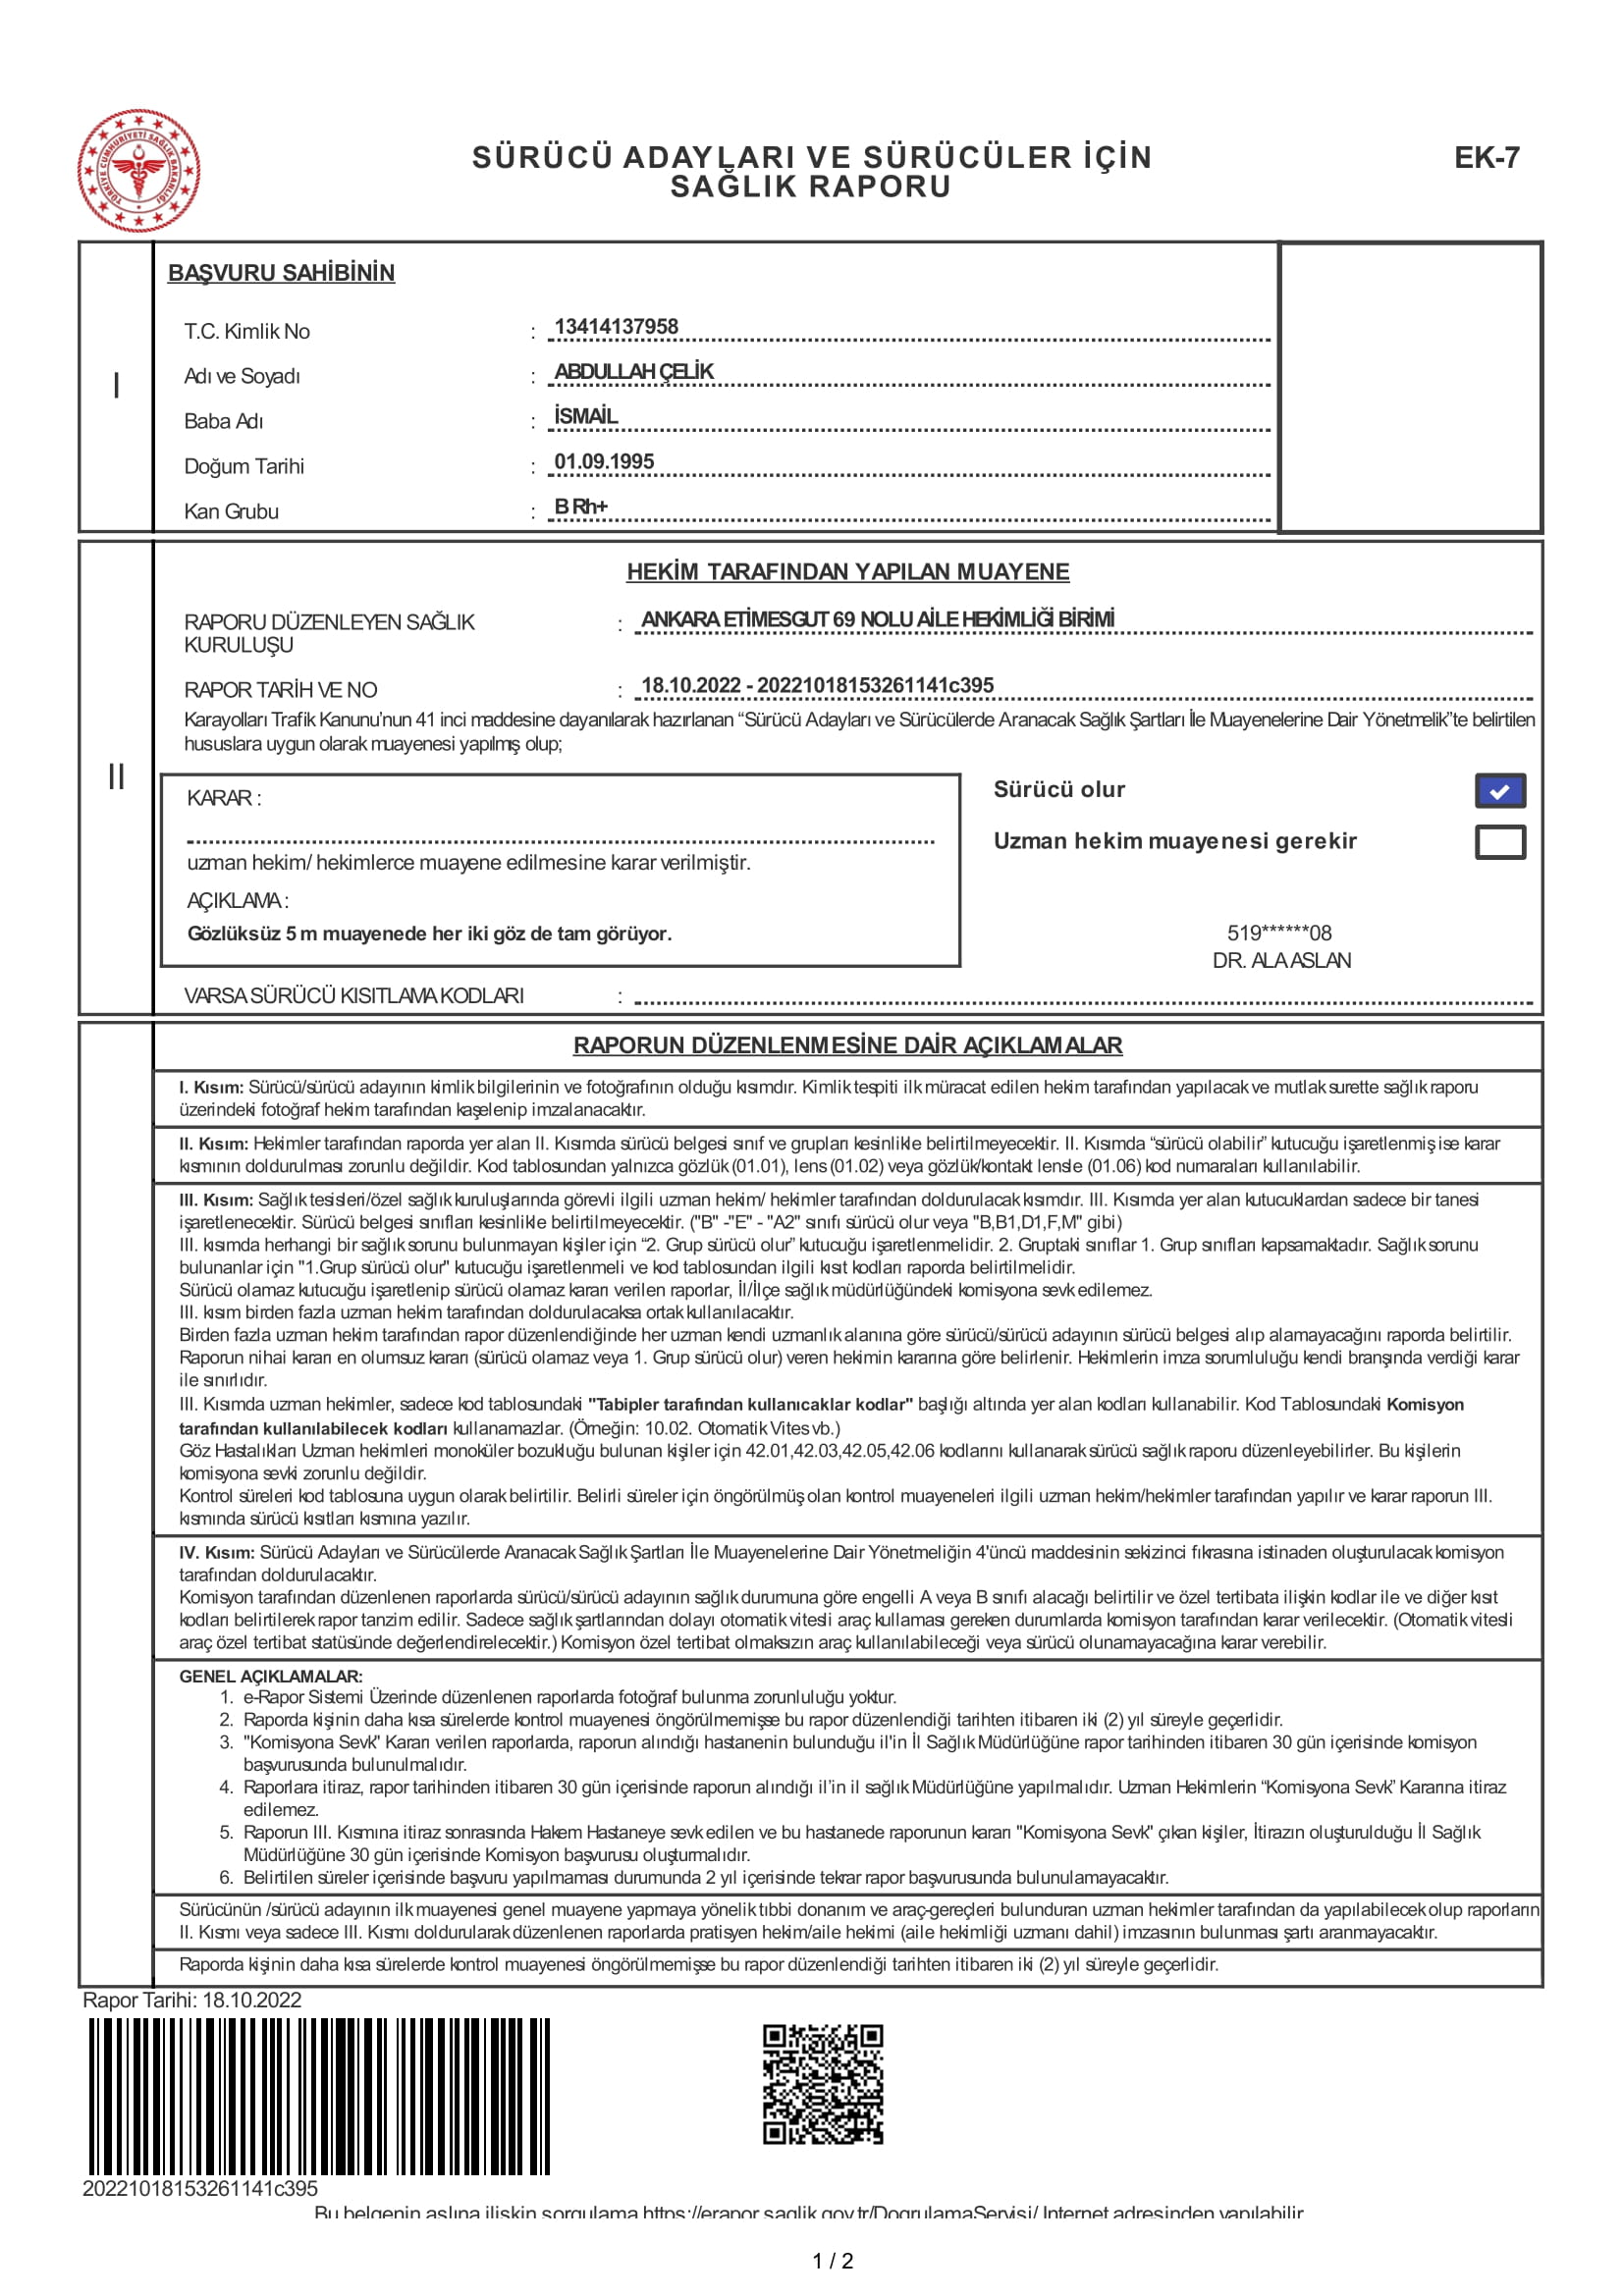 TÜRKİYE CUMHURİYETİ SAĞLIK BAKANLIĞI
SÜRÜCÜ ADAYLARI VE SÜRÜCÜLER İÇİN
SAĞLIK RAPORU
EK-7
I
BAŞVURU SAHİBİNİN
T.C. Kimlik No : 13414137958
Adı ve Soyadı : ABDULLAH ÇELİK
Baba Adı : İSMAİL
Doğum Tarihi : 01.09.1995
Kan Grubu : B Rh+
II
HEKİM TARAFINDAN YAPILAN MUAYENE
RAPORU DÜZENLEYEN SAĞLIK
KURULUŞU : ANKARA ETİMESGUT 69 NOLU AİLE HEKİMLİĞİ BİRİMİ
RAPOR TARİH VE NO : 18.10.2022 - 20221018153261141c395
Karayolları Trafik Kanunu'nun 41 inci maddesine dayanılarak hazırlanan “Sürücü Adayları ve Sürücülerde Aranacak Sağlık Şartları İle Muayenelerine Dair Yönetmelik”te belirtilen
hususlara uygun olarak muayenesi yapılmış olup;
KARAR :
uzman hekim/ hekimlerce muayene edilmesine karar verilmiştir.
AÇIKLAMA :
Gözlüksüz 5 m muayenede her iki göz de tam görüyor.
Sürücü olur
Uzman hekim muayenesi gerekir
519******08
DR. ALA ASLAN
VARSA SÜRÜCÜ KISITLAMA KODLARI :
RAPORUN DÜZENLENMESİNE DAİR AÇIKLAMALAR
I. Kısım: Sürücü/sürücü adayının kimlik bilgilerinin ve fotoğrafının olduğu kısımdır. Kimlik tespiti ilk müracat edilen hekim tarafından yapılacak ve mutlak surette sağlık raporu
üzerindeki fotoğraf hekim tarafından kaşelenip imzalanacaktır.
II. Kısım: Hekimler tarafından raporda yer alan II. Kısımda sürücü belgesi sınıf ve grupları kesinlikle belirtilmeyecektir. II. Kısımda “sürücü olabilir” kutucuğu işaretlenmiş ise karar
kısmının doldurulması zorunlu değildir. Kod tablosundan yalnızca gözlük (01.01), lens (01.02) veya gözlük/kontakt lensle (01.06) kod numaraları kullanılabilir.
III. Kısım: Sağlık tesisleri/özel sağlık kuruluşlarında görevli ilgili uzman hekim/ hekimler tarafından doldurulacak kısımdır. III. Kısımda yer alan kutucuklardan sadece bir tanesi
işaretlenecektir. Sürücü belgesi sınıfları kesinlikle belirtilmeyecektir. ("B" -"E" - "A2" sınıfı sürücü olur veya "B,B1,D1,F,M" gibi)
III. kısımda herhangi bir sağlık sorunu bulunmayan kişiler için “2. Grup sürücü olur” kutucuğu işaretlenmelidir. 2. Gruptaki sınıflar 1. Grup sınıfları kapsamaktadır. Sağlık sorunu
bulunanlar için "1.Grup sürücü olur" kutucuğu işaretlenmeli ve kod tablosundan ilgili kısıt kodları raporda belirtilmelidir.
Sürücü olamaz kutucuğu işaretlenip sürücü olamaz kararı verilen raporlar, İl/İlçe sağlık müdürlüğündeki komisyona sevk edilemez.
III. kısım birden fazla uzman hekim tarafından doldurulacaksa ortak kullanılacaktır.
Birden fazla uzman hekim tarafından rapor düzenlendiğinde her uzman kendi uzmanlık alanına göre sürücü/sürücü adayının sürücü belgesi alıp alamayacağını raporda belirtilir.
Raporun nihai kararı en olumsuz kararı (sürücü olamaz veya 1. Grup sürücü olur) veren hekimin kararına göre belirlenir. Hekimlerin imza sorumluluğu kendi branşında verdiği karar
ile sınırlıdır.
III. Kısımda uzman hekimler, sadece kod tablosundaki "Tabipler tarafından kullanıcaklar kodlar" başlığı altında yer alan kodları kullanabilir. Kod Tablosundaki Komisyon
tarafından kullanılabilecek kodları kullanamazlar. (Örneğin: 10.02. Otomatik Vites vb.)
Göz Hastalıkları Uzman hekimleri monoküler bozukluğu bulunan kişiler için 42.01,42.03,42.05,42.06 kodlarını kullanarak sürücü sağlık raporu düzenleyebilirler. Bu kişilerin
komisyona sevki zorunlu değildir.
Kontrol süreleri kod tablosuna uygun olarak belirtilir. Belirli süreler için öngörülmüş olan kontrol muayeneleri ilgili uzman hekim/hekimler tarafından yapılır ve karar raporun III.
kısmında sürücü kısıtları kısmına yazılır.
IV. Kısım: Sürücü Adayları ve Sürücülerde Aranacak Sağlık Şartları İle Muayenelerine Dair Yönetmeliğin 4'üncü maddesinin sekizinci fıkrasına istinaden oluşturulacak komisyon
tarafından doldurulacaktır.
Komisyon tarafından düzenlenen raporlarda sürücü/sürücü adayının sağlık durumuna göre engelli A veya B sınıfı alacağı belirtilir ve özel tertibata ilişkin kodlar ile ve diğer kısıt
kodları belirtilerek rapor tanzim edilir. Sadece sağlık şartlarından dolayı otomatik vitesli araç kullaması gereken durumlarda komisyon tarafından karar verilecektir. (Otomatik vitesli
araç özel tertibat statüsünde değerlendirelecektir.) Komisyon özel tertibat olmaksızın araç kullanılabileceği veya sürücü olunamayacağına karar verebilir.
GENEL AÇIKLAMALAR:
1. e-Rapor Sistemi Üzerinde düzenlenen raporlarda fotoğraf bulunma zorunluluğu yoktur.
2. Raporda kişinin daha kısa sürelerde kontrol muayenesi öngörülmemişse bu rapor düzenlendiği tarihten itibaren iki (2) yıl süreyle geçerlidir.
3. "Komisyona Sevk" Kararı verilen raporlarda, raporun alındığı hastanenin bulunduğu il'in İl Sağlık Müdürlüğüne rapor tarihinden itibaren 30 gün içerisinde komisyon
başvurusunda bulunulmalıdır.
4. Raporlara itiraz, rapor tarihinden itibaren 30 gün içerisinde raporun alındığı il'in il sağlık Müdürlüğüne yapılmalıdır. Uzman Hekimlerin “Komisyona Sevk” Kararına itiraz
edilemez.
5. Raporun III. Kısmına itiraz sonrasında Hakem Hastaneye sevk edilen ve bu hastanede raporunun kararı "Komisyona Sevk" çıkan kişiler, İtirazın oluşturulduğu İl Sağlık
Müdürlüğüne 30 gün içerisinde Komisyon başvurusu oluşturmalıdır.
6. Belirtilen süreler içerisinde başvuru yapılmaması durumunda 2 yıl içerisinde tekrar rapor başvurusunda bulunulamayacaktır.
Sürücünün /sürücü adayının ilk muayenesi genel muayene yapmaya yönelik tıbbi donanım ve araç-gereçleri bulunduran uzman hekimler tarafından da yapılabilecek olup raporların
II. Kısmı veya sadece III. Kısmı doldurularak düzenlenen raporlarda pratisyen hekim/aile hekimi (aile hekimliği uzmanı dahil) imzasının bulunması şartı aranmayacaktır.
Raporda kişinin daha kısa sürelerde kontrol muayenesi öngörülmemişse bu rapor düzenlendiği tarihten itibaren iki (2) yıl süreyle geçerlidir.
Rapor Tarihi: 18.10.2022
20221018153261141c395
Bu belgenin aslına ilişkin sorgulama https://erapor.saglik.gov.tr/DogrulamaServisi/ Internet adresinden yapılabilir
1 / 2